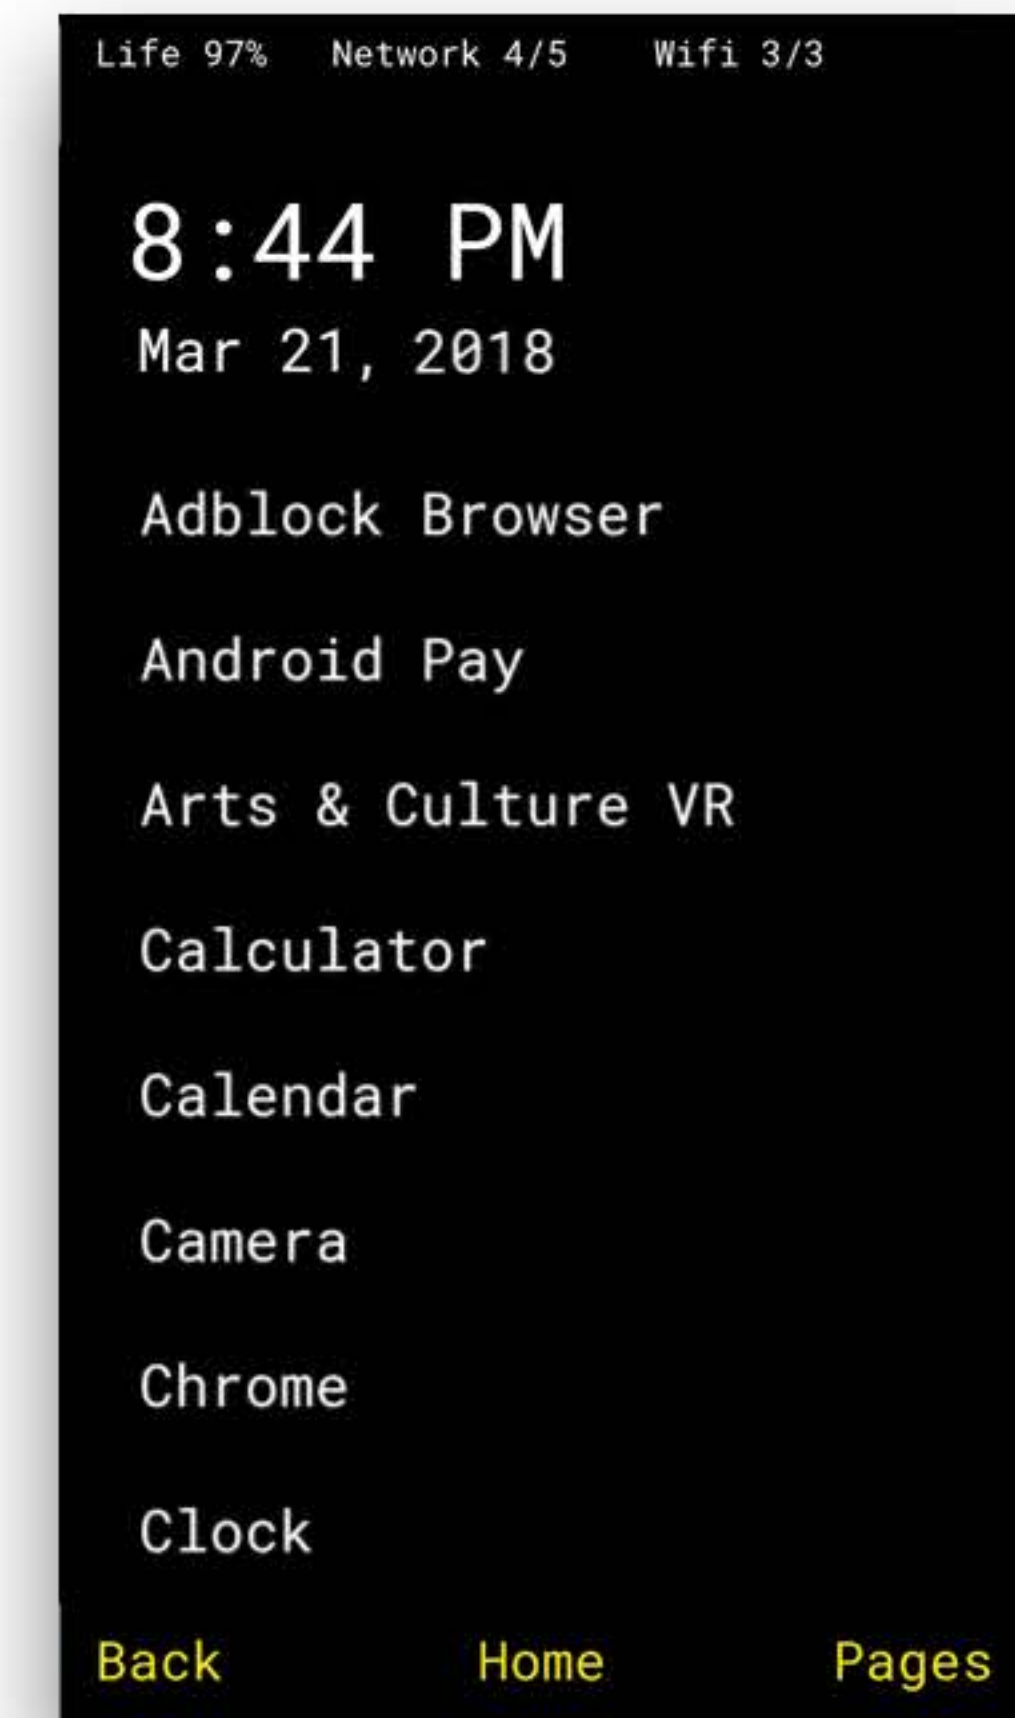 Life 97% Network 4/5 Wifi 3/3
8:44 PM
Mar 21, 2018
Adblock Browser
Android Pay
Arts & Culture VR
Calculator
Calendar
Camera
Chrome
Clock
Back Home Pages